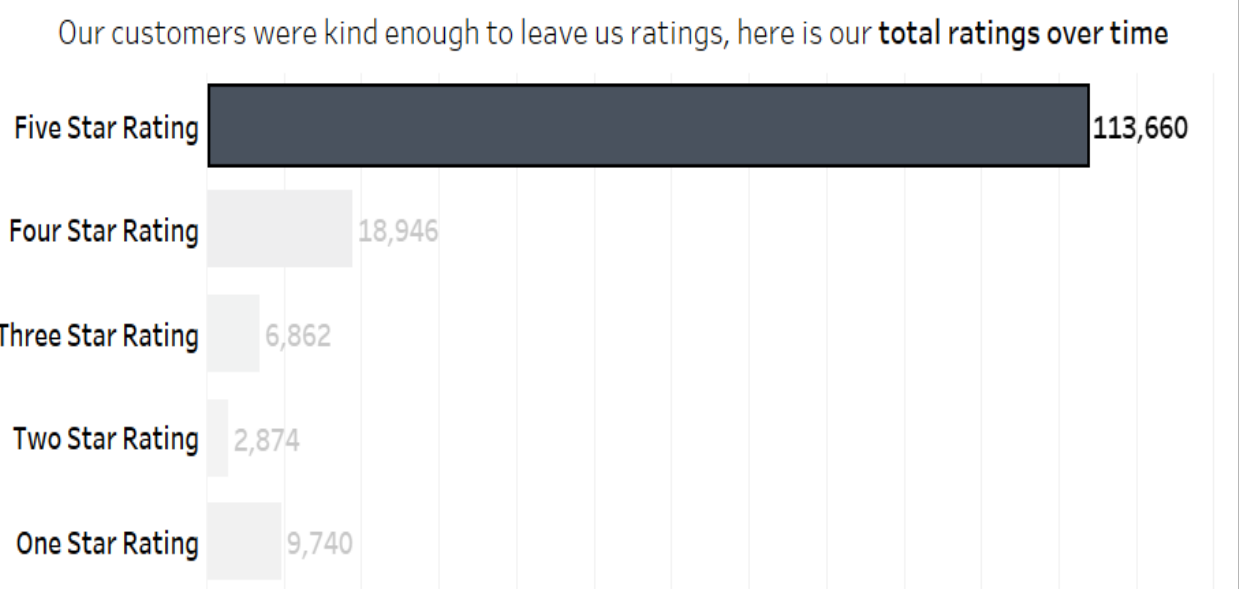 Our customers were kind enough to leave us ratings, here is our total ratings over time
Five Star Rating 113,660
Four Star Rating 18,946
Three Star Rating 6,862
Two Star Rating 2,874
One Star Rating 9,740